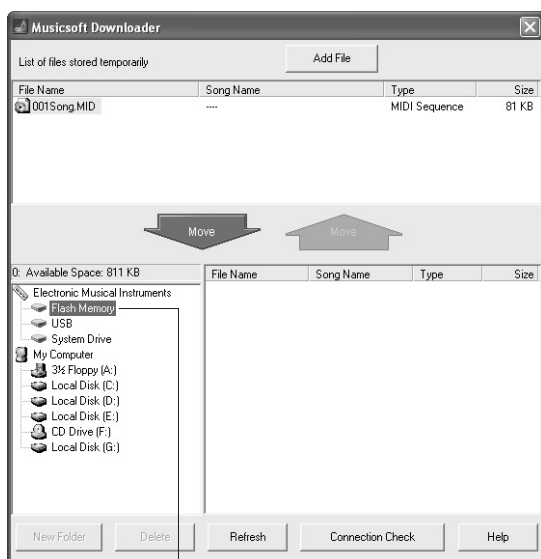 Musicsoft Downloader
List of files stored temporarily
Add File
File Name Song Name Type Size
001Song.MID ---- MIDI Sequence 81 KB
Move Move
0: Available Space: 811 KB
File Name Song Name Type Size
Electronic Musical Instruments
Flash Memory
USB
System Drive
My Computer
3½ Floppy (A:)
Local Disk (C:)
Local Disk (D:)
Local Disk (E:)
CD Drive (F:)
Local Disk (G:)
New Folder Delete Refresh Connection Check Help